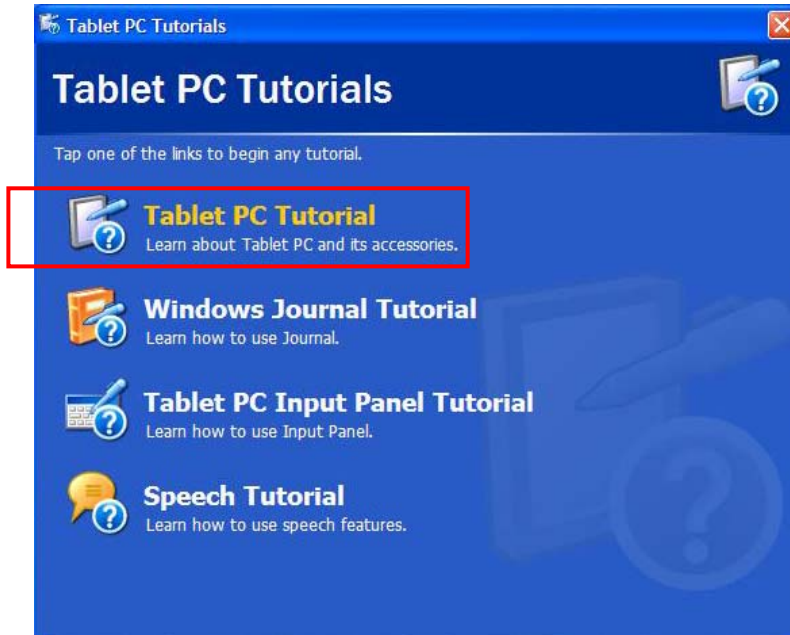 Tablet PC Tutorials
Tablet PC Tutorials
Tap one of the links to begin any tutorial.
Tablet PC Tutorial
Learn about Tablet PC and its accessories.
Windows Journal Tutorial
Learn how to use Journal.
Tablet PC Input Panel Tutorial
Learn how to use Input Panel.
Speech Tutorial
Learn how to use speech features.